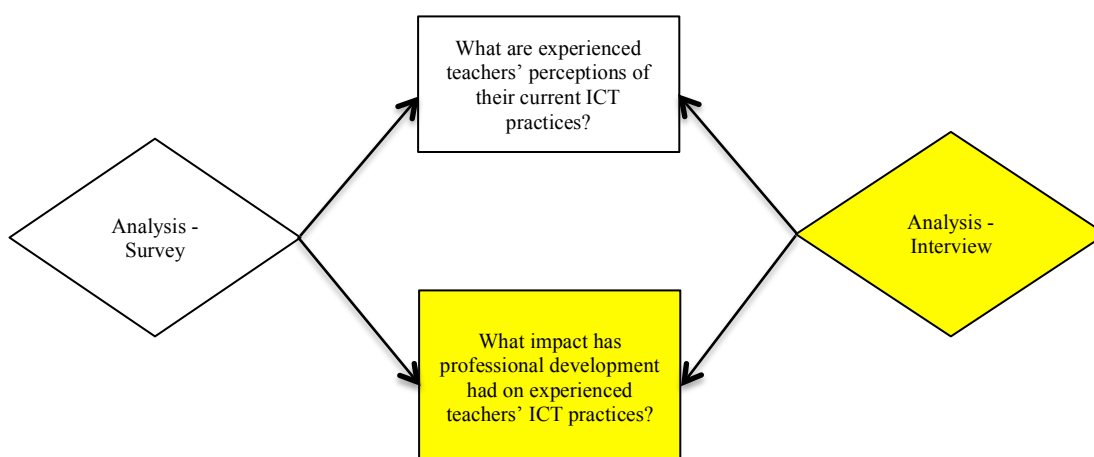 What are experienced
teachers’ perceptions of
their current ICT
practices?
Analysis -
Survey
Analysis -
Interview
What impact has
professional development
had on experienced
teachers’ ICT practices?